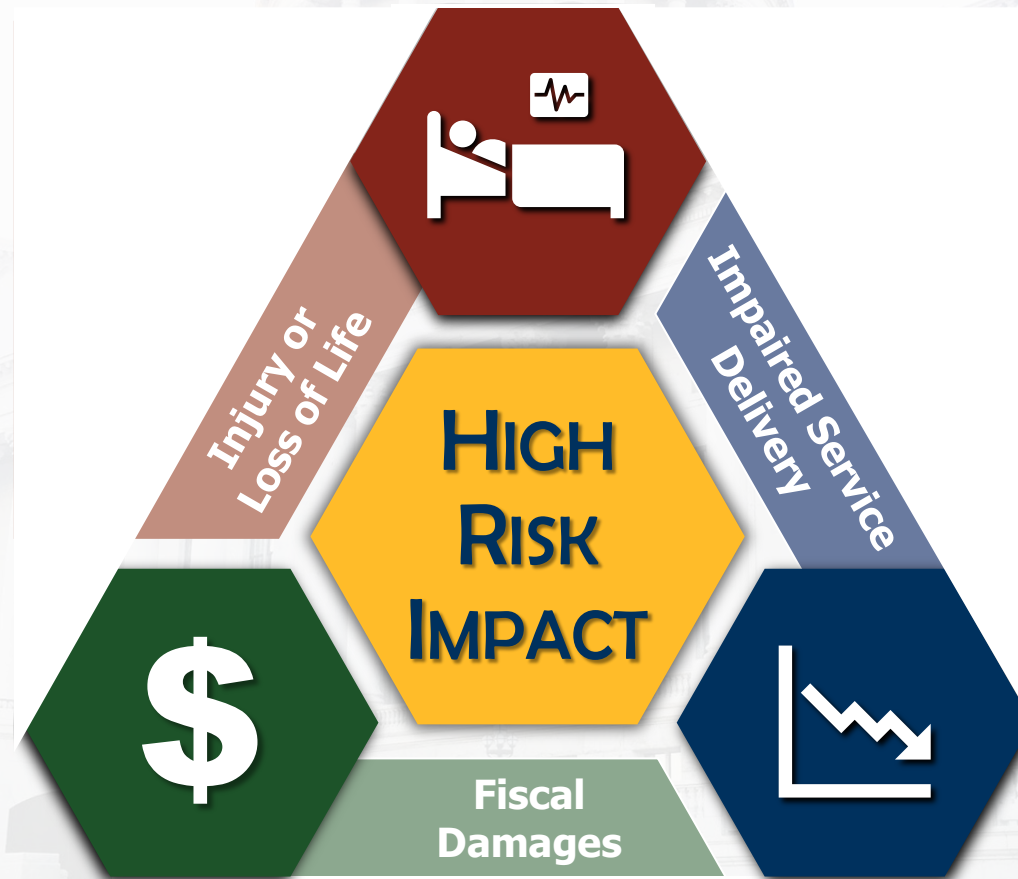 Injury or
Loss of Life
Impaired Service
Delivery
HIGH
RISK
IMPACT
$
Fiscal
Damages